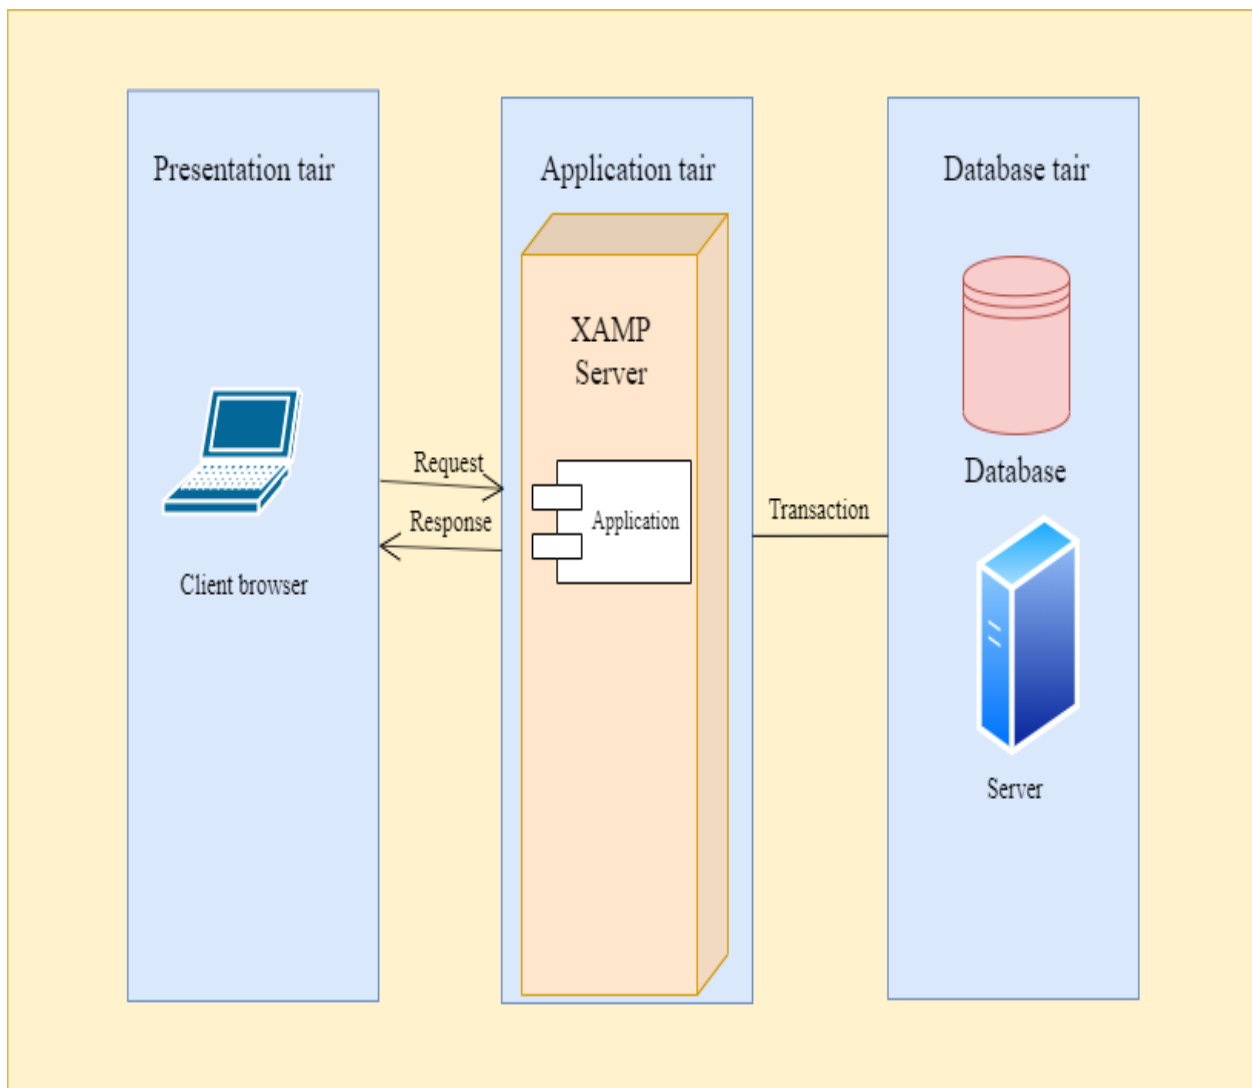 Presentation tair
Application tair
Database tair
XAMP
Server
Request
Response
Application
Transaction
Client browser
Database
Server